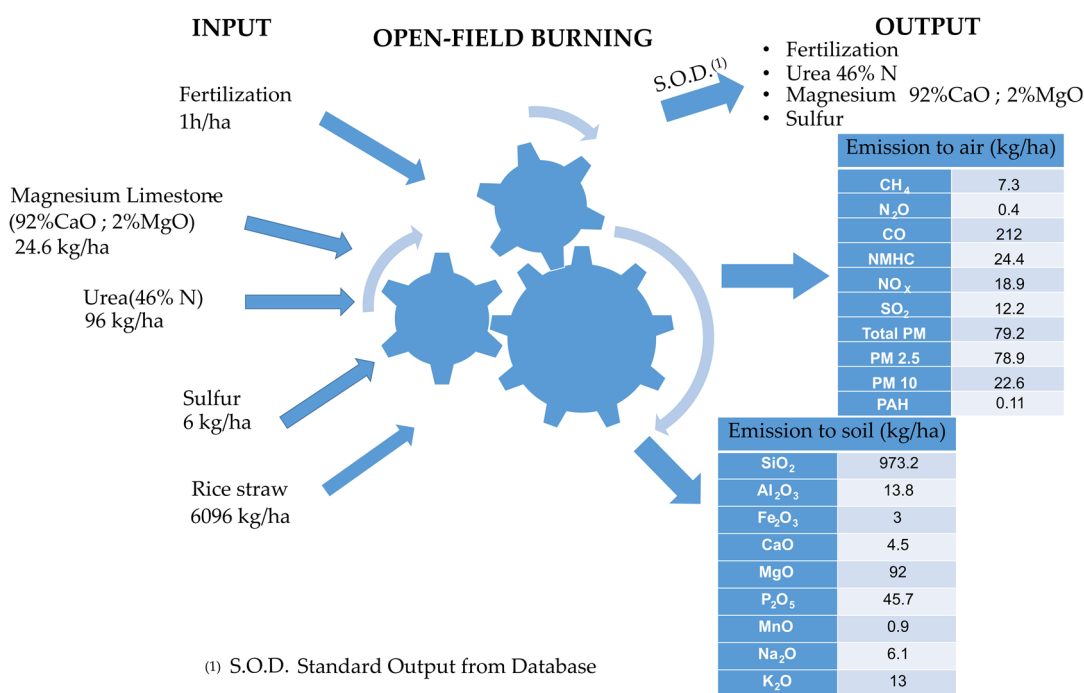 INPUT
OPEN-FIELD BURNING
OUTPUT
Fertilization
1h/ha
Magnesium Limestone
(92%CaO ; 2%MgO)
24.6 kg/ha
Urea(46% N)
96 kg/ha
Sulfur
6 kg/ha
Rice straw
6096 kg/ha
S.O.D.(1)
• Fertilization
• Urea 46% N
• Magnesium 92%CaO ; 2%MgO
• Sulfur
Emission to air (kg/ha)
CH₄ 7.3
N₂O 0.4
CO 212
NMHC 24.4
NOₓ 18.9
SO₂ 12.2
Total PM 79.2
PM 2.5 78.9
PM 10 22.6
PAH 0.11
Emission to soil (kg/ha)
SiO₂ 973.2
Al₂O₃ 13.8
Fe₂O₃ 3
CaO 4.5
MgO 92
P₂O₅ 45.7
MnO 0.9
Na₂O 6.1
K₂O 13
(1) S.O.D. Standard Output from Database